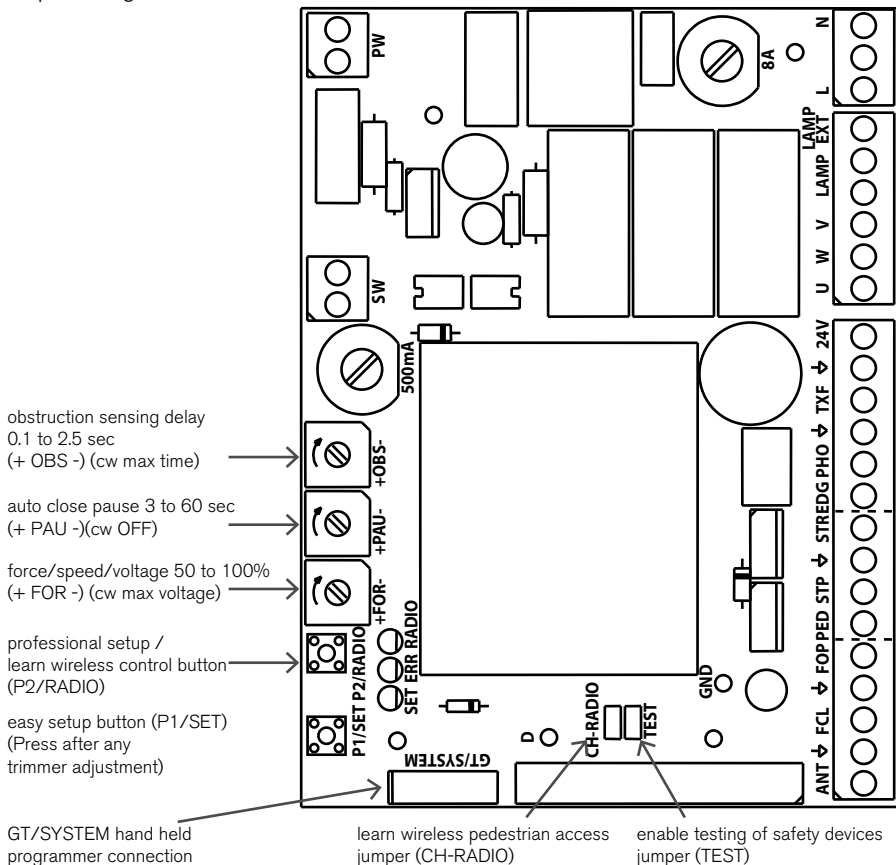 PW
8A
N
L
LAMP
EXT
LAMP
V
W
U
SW
500mA
24V
TXF
PHO
EDG
STR
STP
PED
FOP
FCL
ANT
obstruction sensing delay
0.1 to 2.5 sec
(+ OBS -) (cw max time)
+OBS-
auto close pause 3 to 60 sec
(+ PAU -)(cw OFF)
+PAU-
force/speed/voltage 50 to 100%
(+ FOR -) (cw max voltage)
+FOR-
professional setup /
learn wireless control button
(P2/RADIO)
P2/RADIO
SET ERR RADIO
easy setup button (P1/SET)
(Press after any
trimmer adjustment)
P1/SET
GT/SYSTEM
D
CH-RADIO
TEST
GND
GT/SYSTEM hand held
programmer connection
learn wireless pedestrian access
jumper (CH-RADIO)
enable testing of safety devices
jumper (TEST)